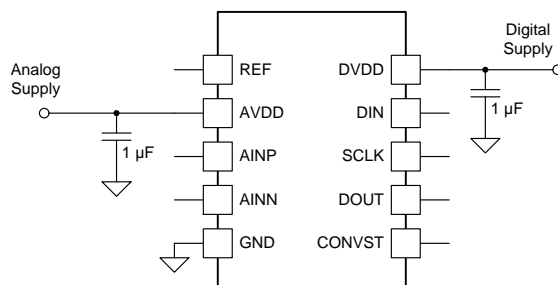 Analog
Supply
1 µF
REF
AVDD
AINP
AINN
GND
DVDD
DIN
SCLK
DOUT
CONVST
Digital
Supply
1 µF